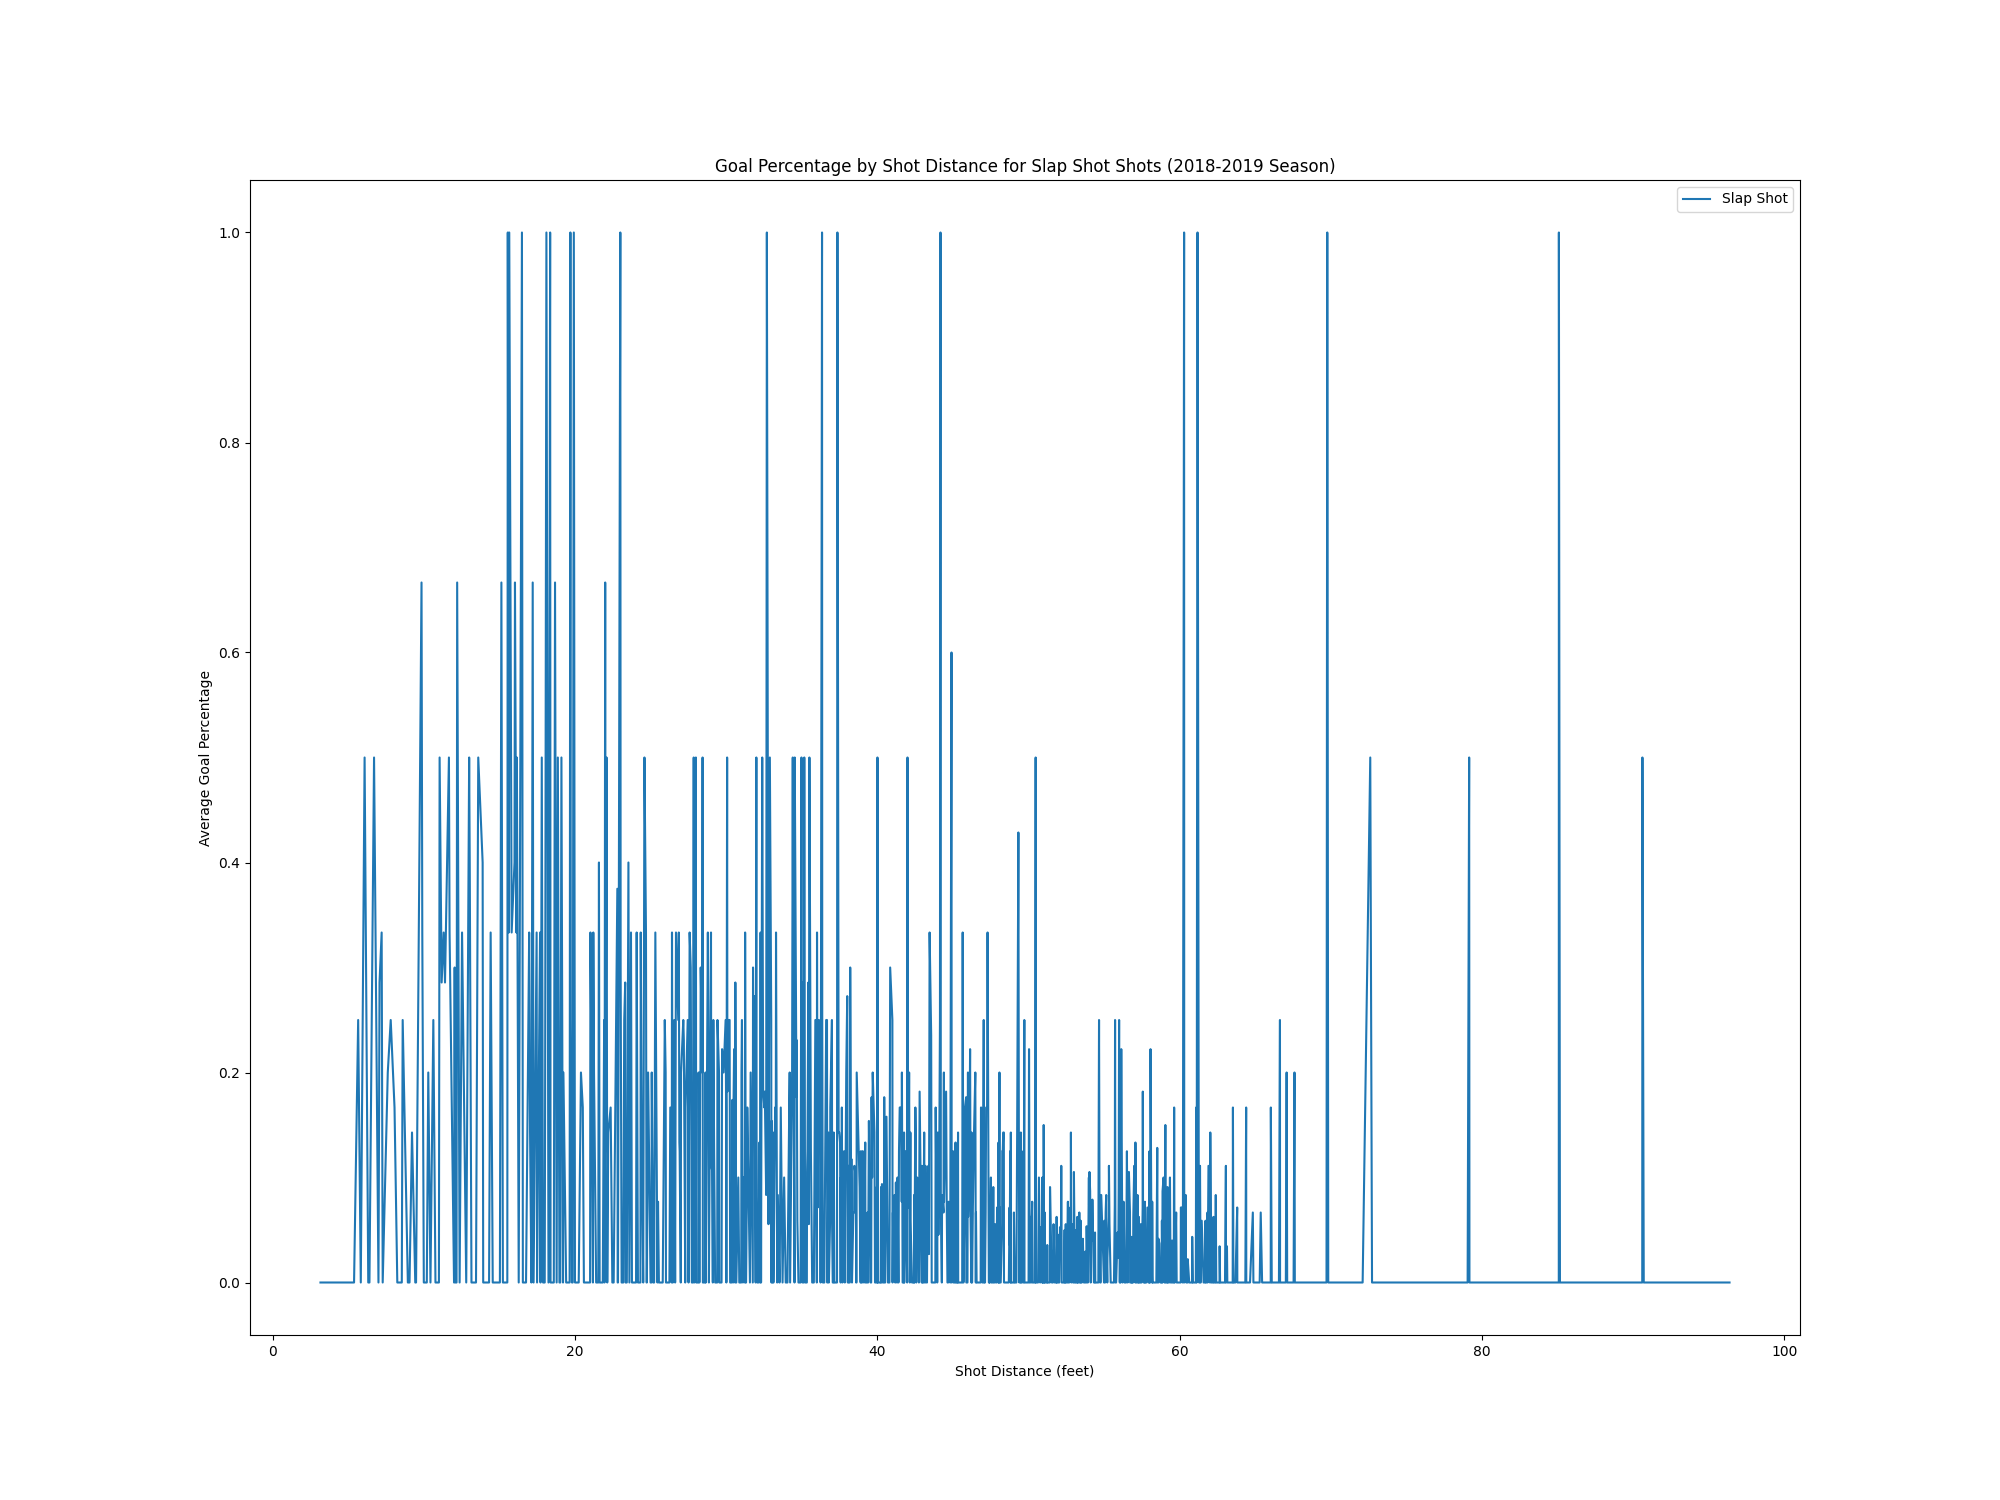 Goal Percentage by Shot Distance for Slap Shot Shots (2018-2019 Season)
Slap Shot
1.0
0.8
0.6
0.4
0.2
0.0
Average Goal Percentage
0 20 40 60 80 100
Shot Distance (feet)